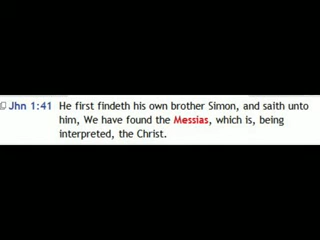 Jhn 1:41 He first findeth his own brother Simon, and saith unto
him, We have found the Messias, which is, being
interpreted, the Christ.